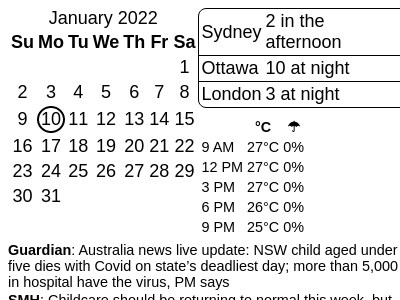 January 2022
Su Mo Tu We Th Fr Sa
1
2 3 4 5 6 7 8
9 10 11 12 13 14 15
16 17 18 19 20 21 22
23 24 25 26 27 28 29
30 31
Sydney 2 in the afternoon
Ottawa 10 at night
London 3 at night
°C ☂
9 AM 27°C 0%
12 PM 27°C 0%
3 PM 27°C 0%
6 PM 26°C 0%
9 PM 25°C 0%
Guardian: Australia news live update: NSW child aged under
five dies with Covid on state’s deadliest day; more than 5,000
in hospital have the virus, PM says
SMH: Childcare should be returning to normal this week, but